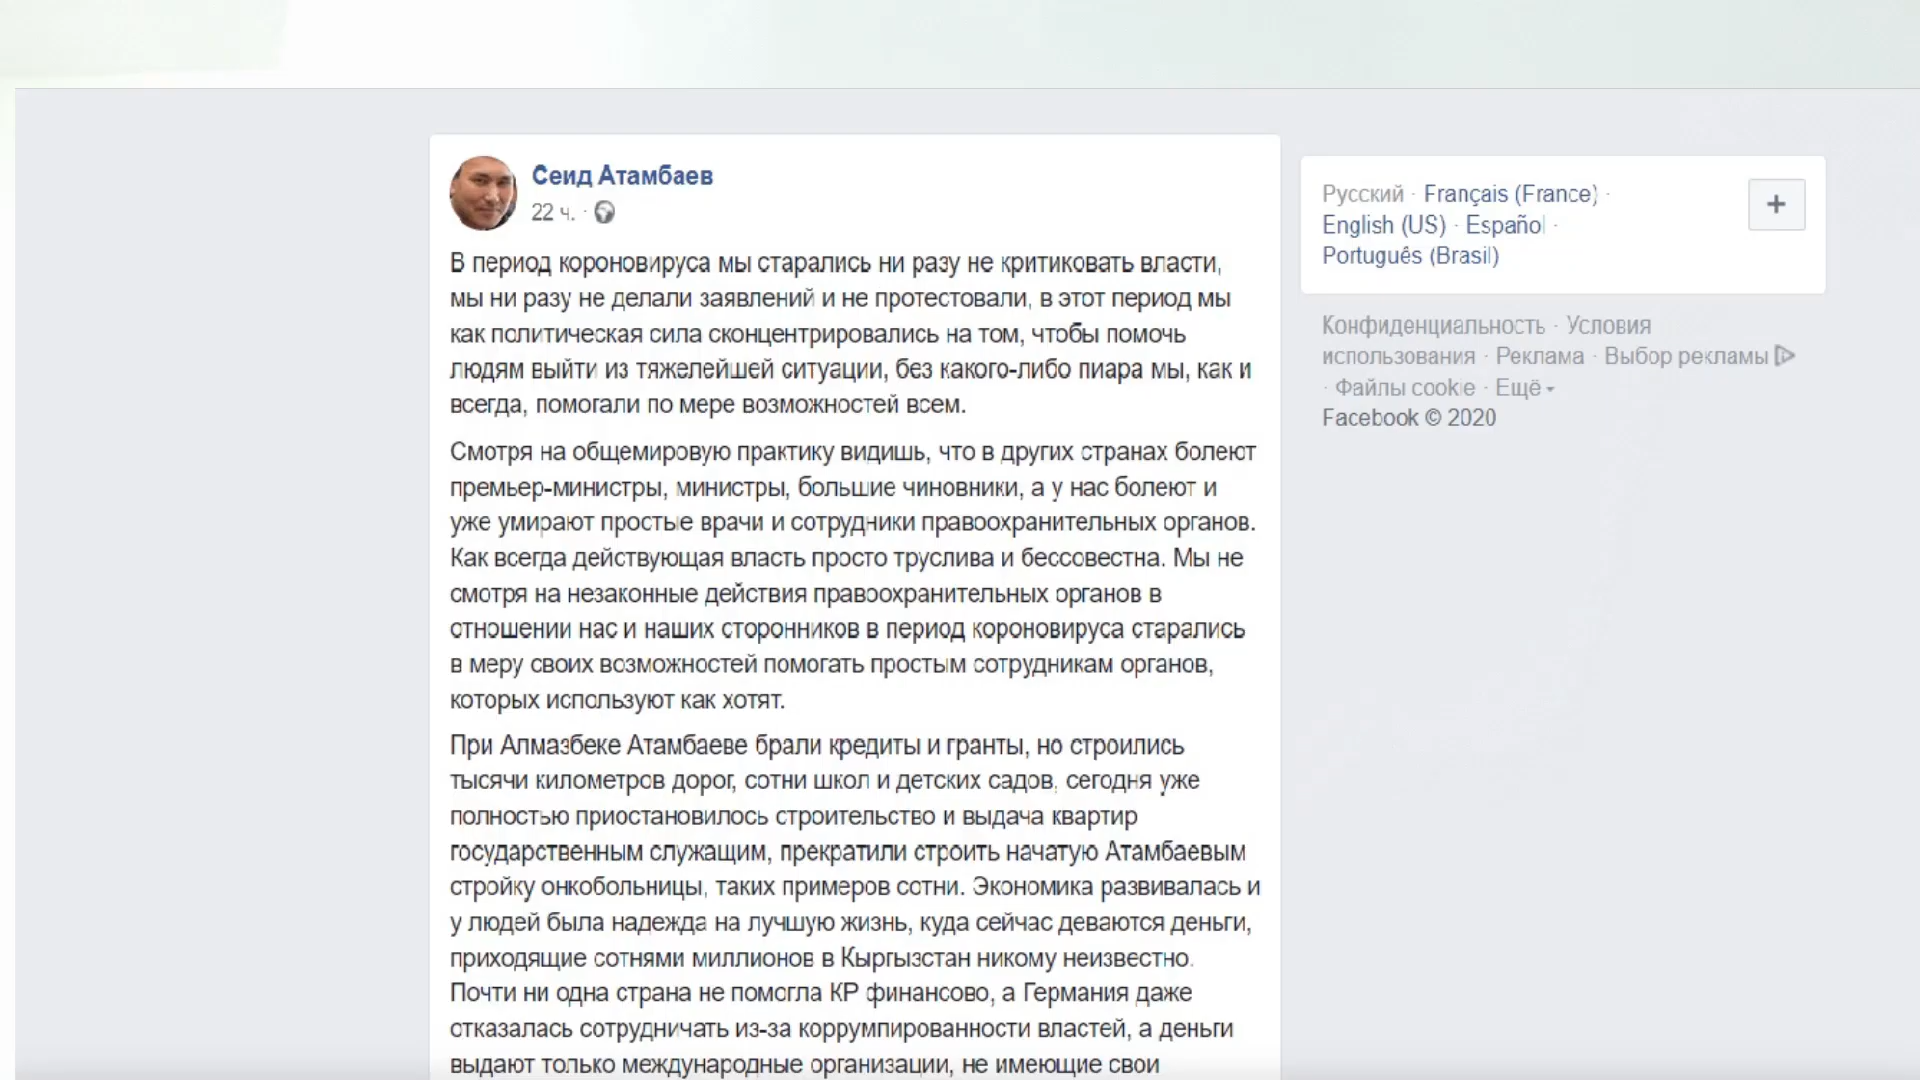 Сеид Атамбаев
22 ч. ·
В период короновируса мы старались ни разу не критиковать власти,
мы ни разу не делали заявлений и не протестовали, в этот период мы
как политическая сила сконцентрировались на том, чтобы помочь
людям выйти из тяжелейшей ситуации, без какого-либо пиара мы, как и
всегда, помогали по мере возможностей всем.
Смотря на общемировую практику видишь, что в других странах болеют
премьер-министры, министры, большие чиновники, а у нас болеют и
уже умирают простые врачи и сотрудники правоохранительных органов.
Как всегда действующая власть просто труслива и бессовестна. Мы не
смотря на незаконные действия правоохранительных органов в
отношении нас и наших сторонников в период короновируса старались
в меру своих возможностей помогать простым сотрудникам органов,
которых используют как хотят.
При Алмазбеке Атамбаеве брали кредиты и гранты, но строились
тысячи километров дорог, сотни школ и детских садов, сегодня уже
полностью приостановилось строительство и выдача квартир
государственным служащим, прекратили строить начатую Атамбаевым
стройку онкобольницы, таких примеров сотни. Экономика развивалась и
у людей была надежда на лучшую жизнь, куда сейчас деваются деньги,
приходящие сотнями миллионов в Кыргызстан никому неизвестно.
Почти ни одна страна не помогла КР финансово, а Германия даже
отказалась сотрудничать из-за коррумпированности властей, а деньги
выдают только международные организации, не имеющие свои
Русский · Français (France) ·
English (US) · Español ·
Português (Brasil)
+
Конфиденциальность · Условия
использования · Реклама · Выбор рекламы
· Файлы cookie · Ещё
Facebook © 2020